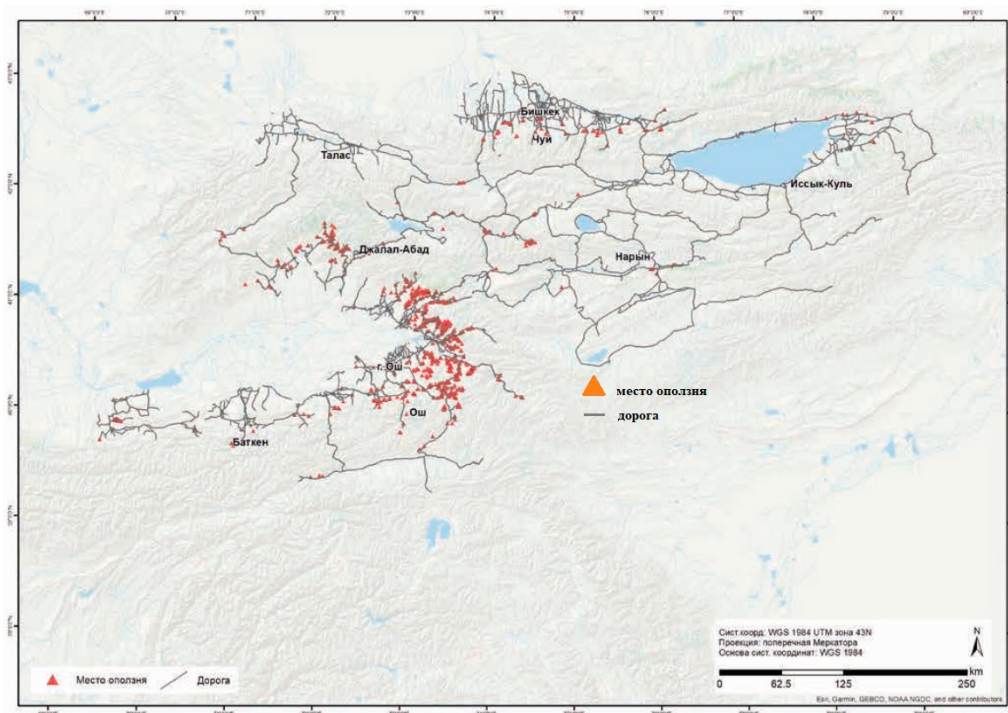 Бишкек
Чуй
Талас
Иссык-Куль
Джалал-Абад
Нарын
г. Ош
место оползня
Ош
дорога
Баткен
Сист.коорд: WGS 1984 UTM зона 43N
Проекция: поперечная Меркатора
Основа сист. координат: WGS 1984
N
km
0 62.5 125 250
Место оползня Дорога
Esri, Garmin, GEBCO, NOAA NGDC, and other contributors